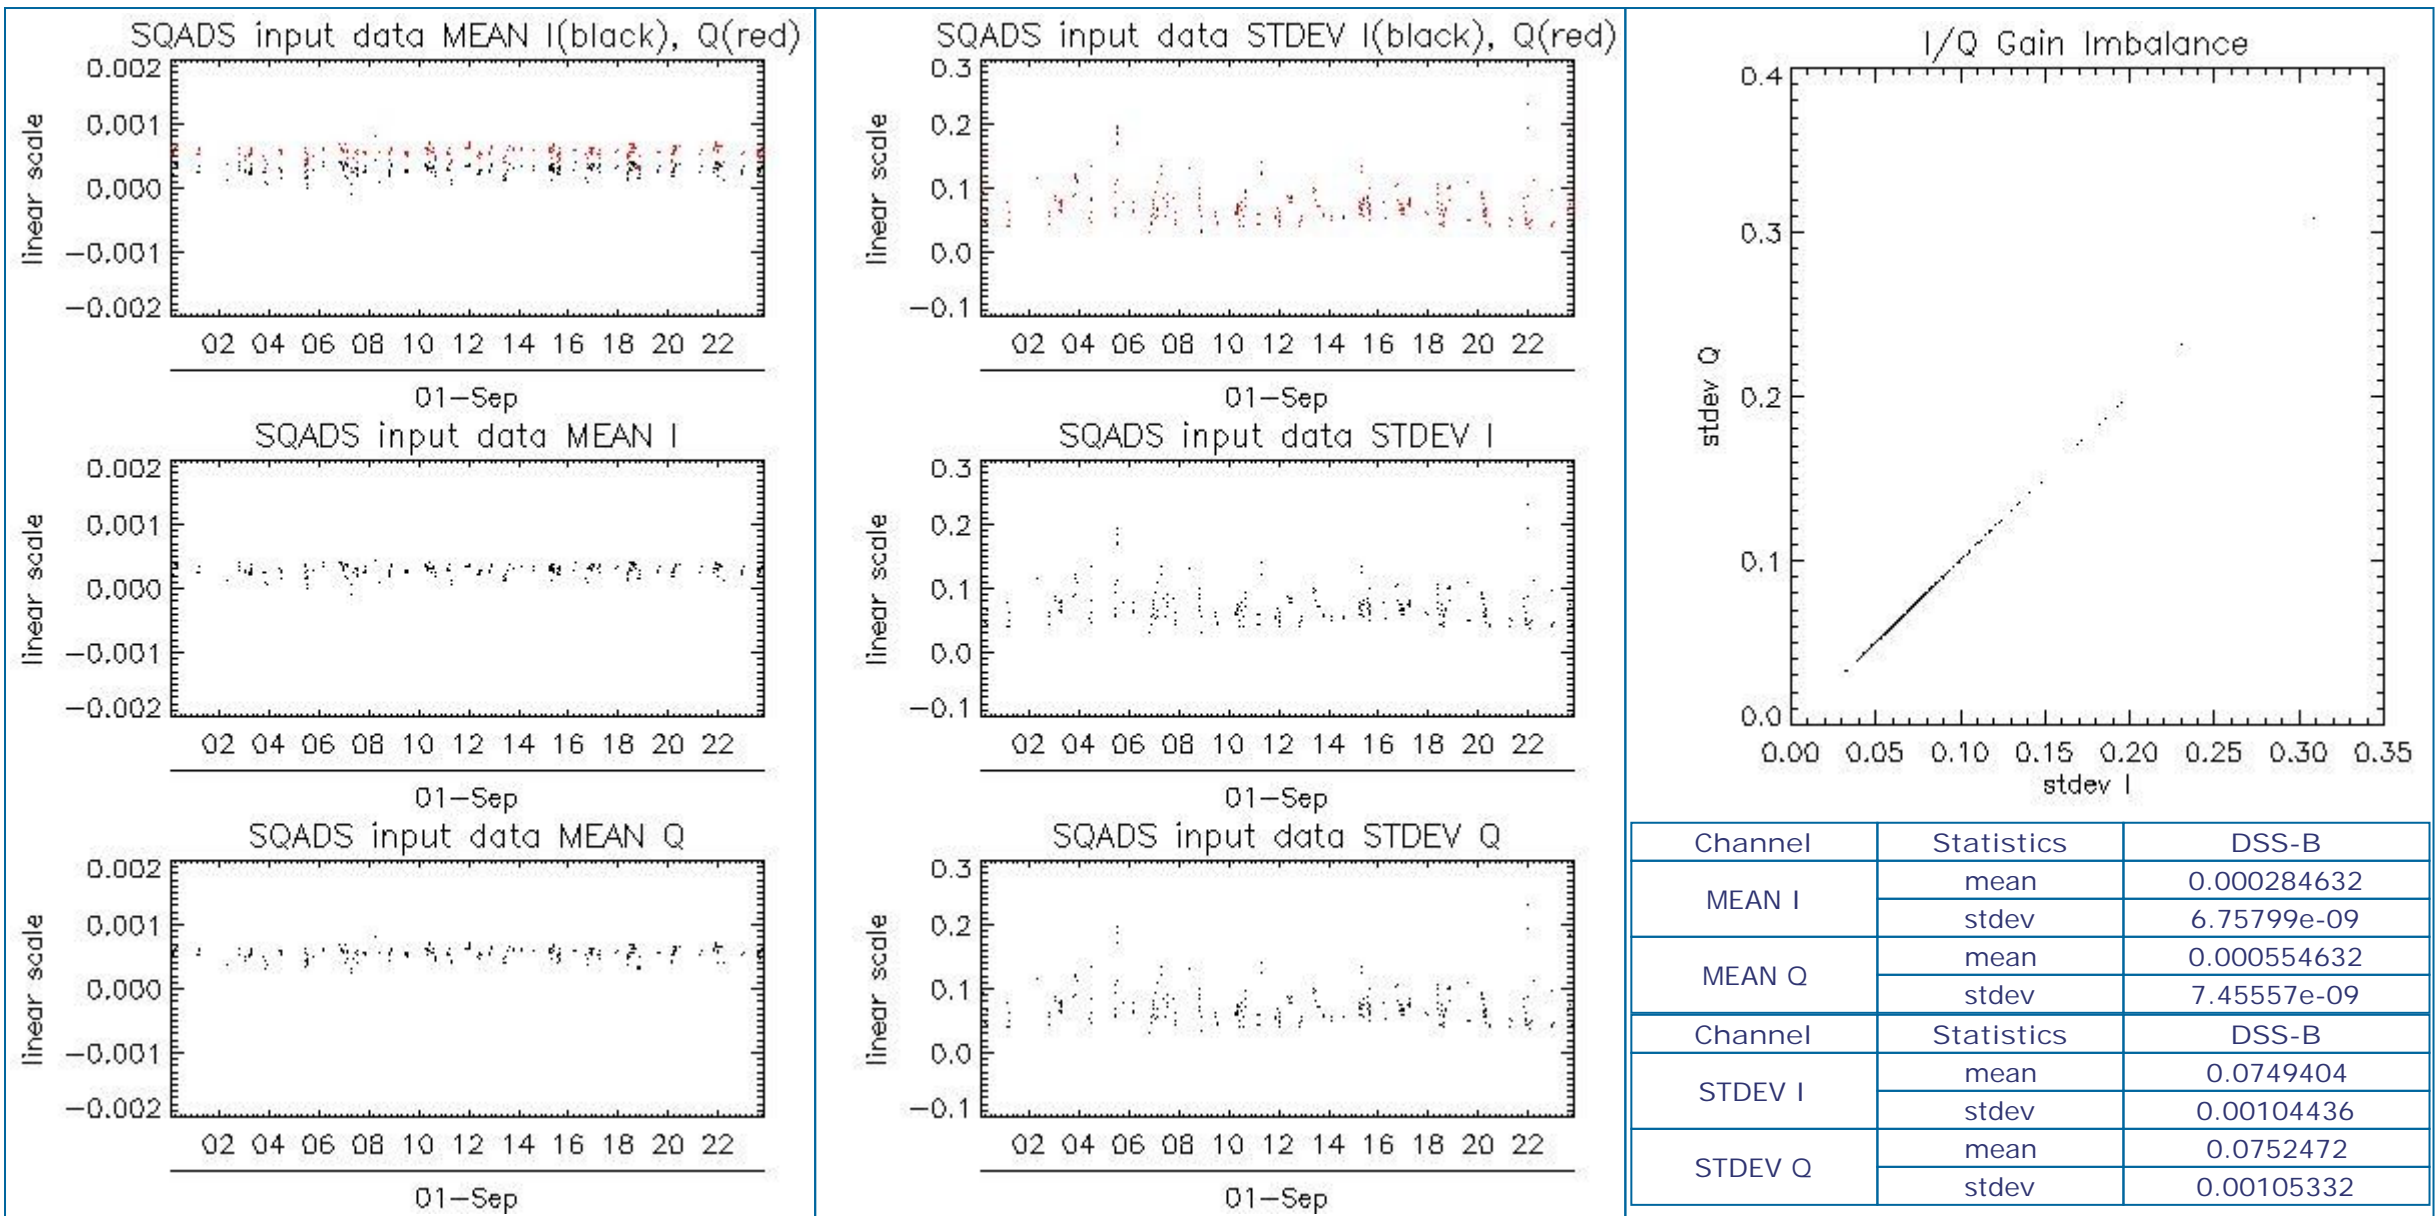 SQADS input data MEAN I(black), Q(red)
0.002
0.001
0.000
−0.001
−0.002
linear scale
02 04 06 08 10 12 14 16 18 20 22
01−Sep
SQADS input data MEAN I
0.002
0.001
0.000
−0.001
−0.002
linear scale
02 04 06 08 10 12 14 16 18 20 22
01−Sep
SQADS input data MEAN Q
0.002
0.001
0.000
−0.001
−0.002
linear scale
02 04 06 08 10 12 14 16 18 20 22
01−Sep
SQADS input data STDEV I(black), Q(red)
0.3
0.2
0.1
0.0
−0.1
linear scale
02 04 06 08 10 12 14 16 18 20 22
01−Sep
SQADS input data STDEV I
0.3
0.2
0.1
0.0
−0.1
linear scale
02 04 06 08 10 12 14 16 18 20 22
01−Sep
SQADS input data STDEV Q
0.3
0.2
0.1
0.0
−0.1
linear scale
02 04 06 08 10 12 14 16 18 20 22
01−Sep
I/Q Gain Imbalance
0.4
0.3
0.2
0.1
0.0
stdev Q
0.00 0.05 0.10 0.15 0.20 0.25 0.30 0.35
stdev I
Channel Statistics DSS-B
MEAN I mean 0.000284632
stdev 6.75799e-09
MEAN Q mean 0.000554632
stdev 7.45557e-09
Channel Statistics DSS-B
STDEV I mean 0.0749404
stdev 0.00104436
STDEV Q mean 0.0752472
stdev 0.00105332